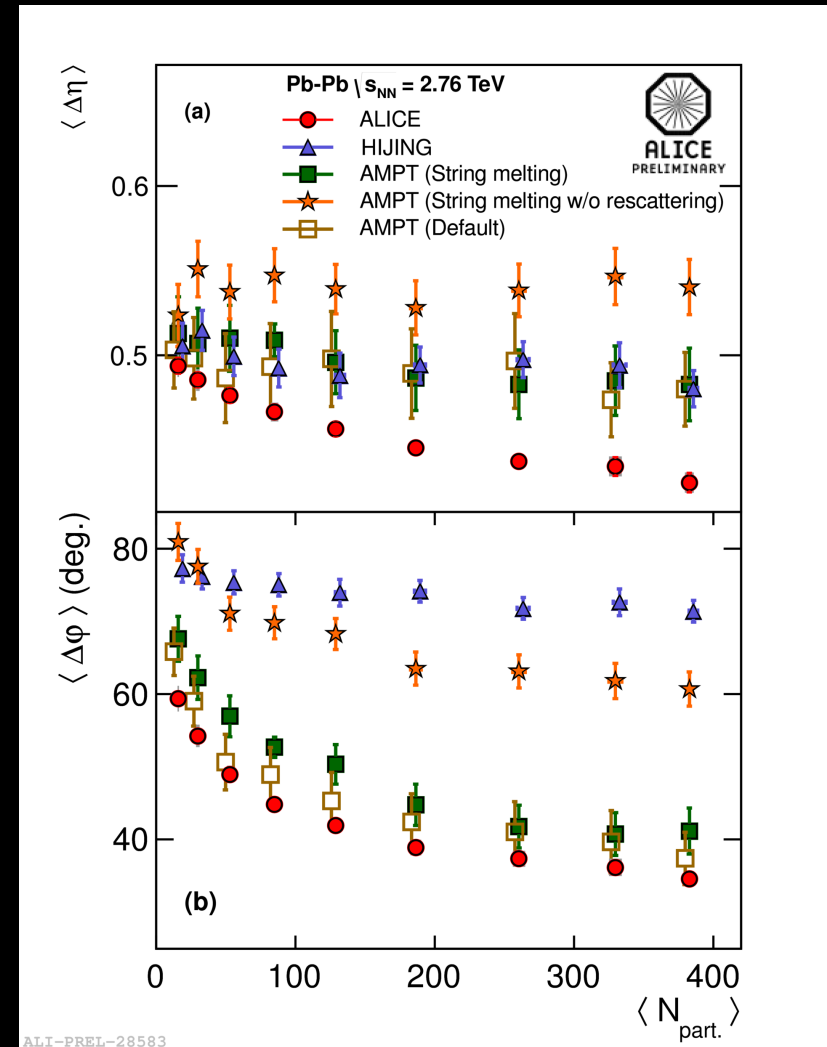 ⟨ Δη ⟩
(a)
Pb-Pb \ s_NN = 2.76 TeV
ALICE
HIJING
AMPT (String melting)
AMPT (String melting w/o rescattering)
AMPT (Default)
ALICE
PRELIMINARY
0.6
0.5
⟨ Δφ ⟩ (deg.)
80
60
40
(b)
0 100 200 300 400
⟨ N_part. ⟩
ALI-PREL-28583